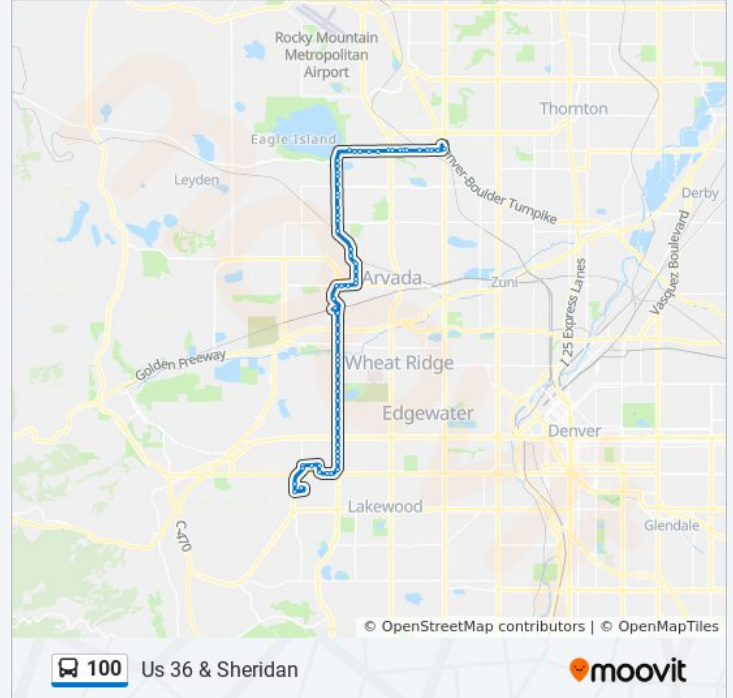 Rocky Mountain
Metropolitan
Airport
Thornton
Eagle Island
Leyden
nver-Boulder Turnpike
Derby
Arvada
Zuni
I 25 Express Lanes
Vasquez Boulevard
Golden Freeway
Wheat Ridge
Edgewater
Denver
Lakewood
C-470
Glendale
© OpenStreetMap contributors | © OpenMapTiles
100 Us 36 & Sheridan
moovit